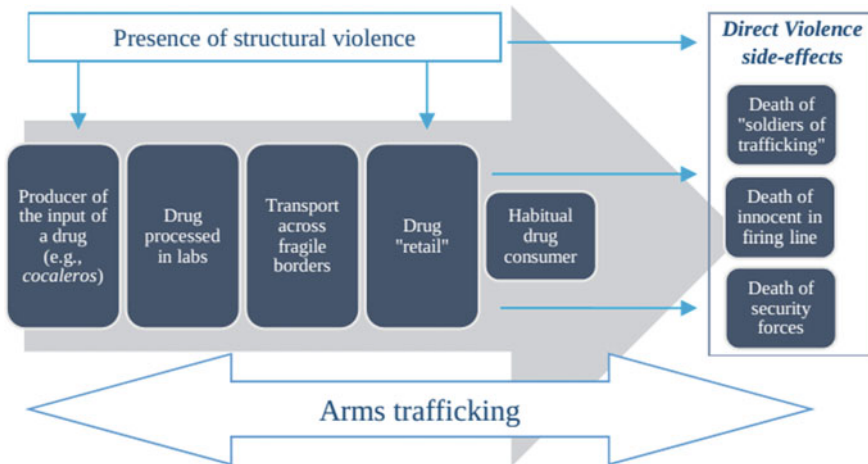 Presence of structural violence
Direct Violence
side-effects
Producer of
the input of
a drug
(e.g.,
cocaleros)
Drug
processed
in labs
Transport
across
fragile
borders
Drug
"retail"
Habitual
drug
consumer
Death of
"soldiers of
trafficking"
Death of
innocent in
firing line
Death of
security
forces
Arms trafficking